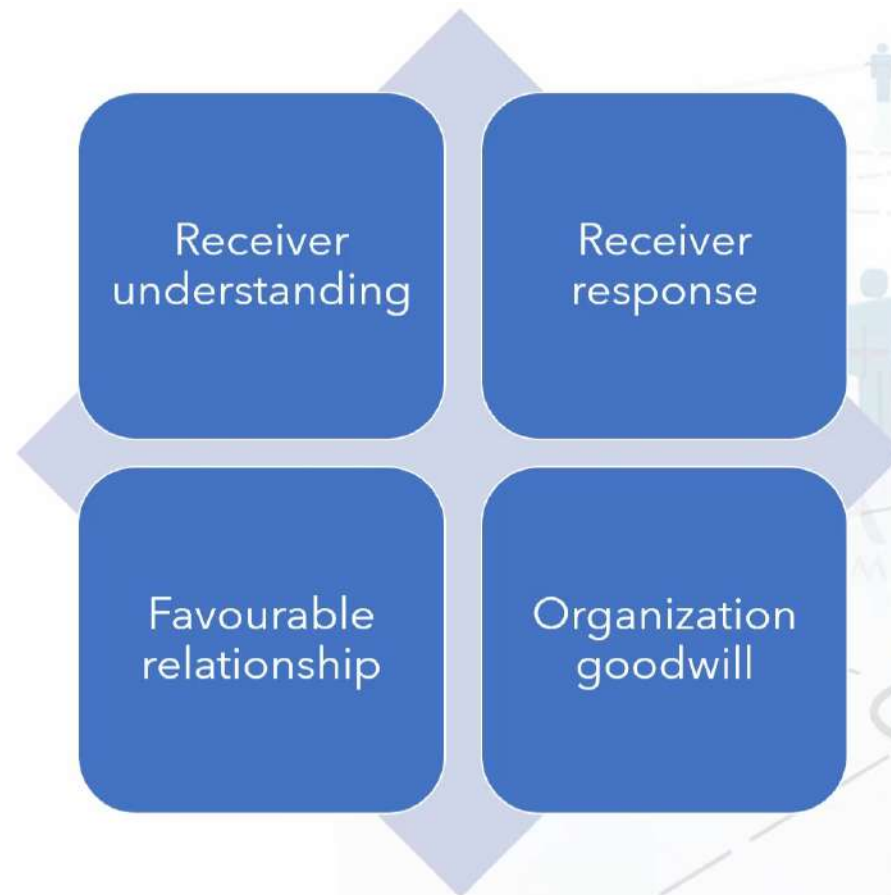 Receiver
understanding
Receiver
response
Favourable
relationship
Organization
goodwill